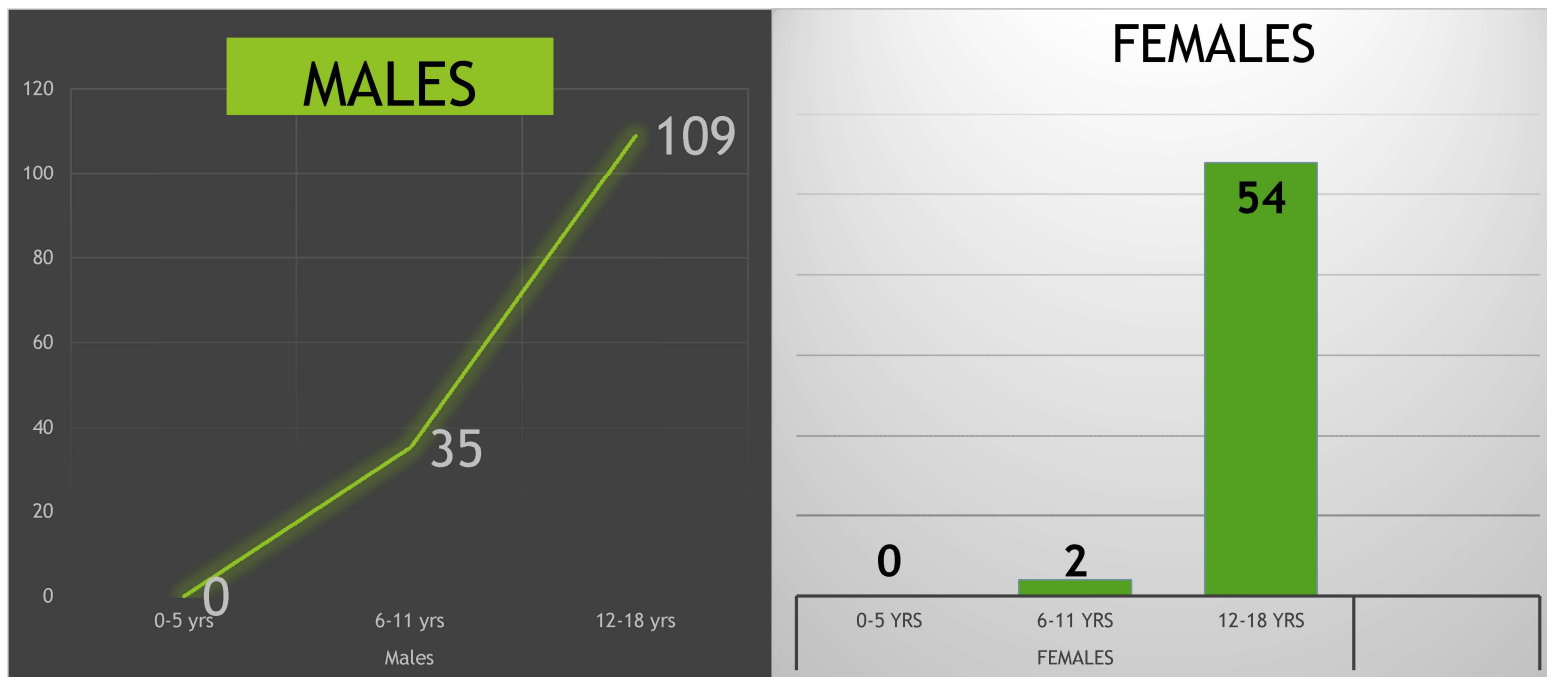 MALES
120
100
80
60
40
20
0
109
35
0
0-5 yrs
6-11 yrs
12-18 yrs
Males
FEMALES
54
2
0
0-5 YRS
6-11 YRS
12-18 YRS
FEMALES